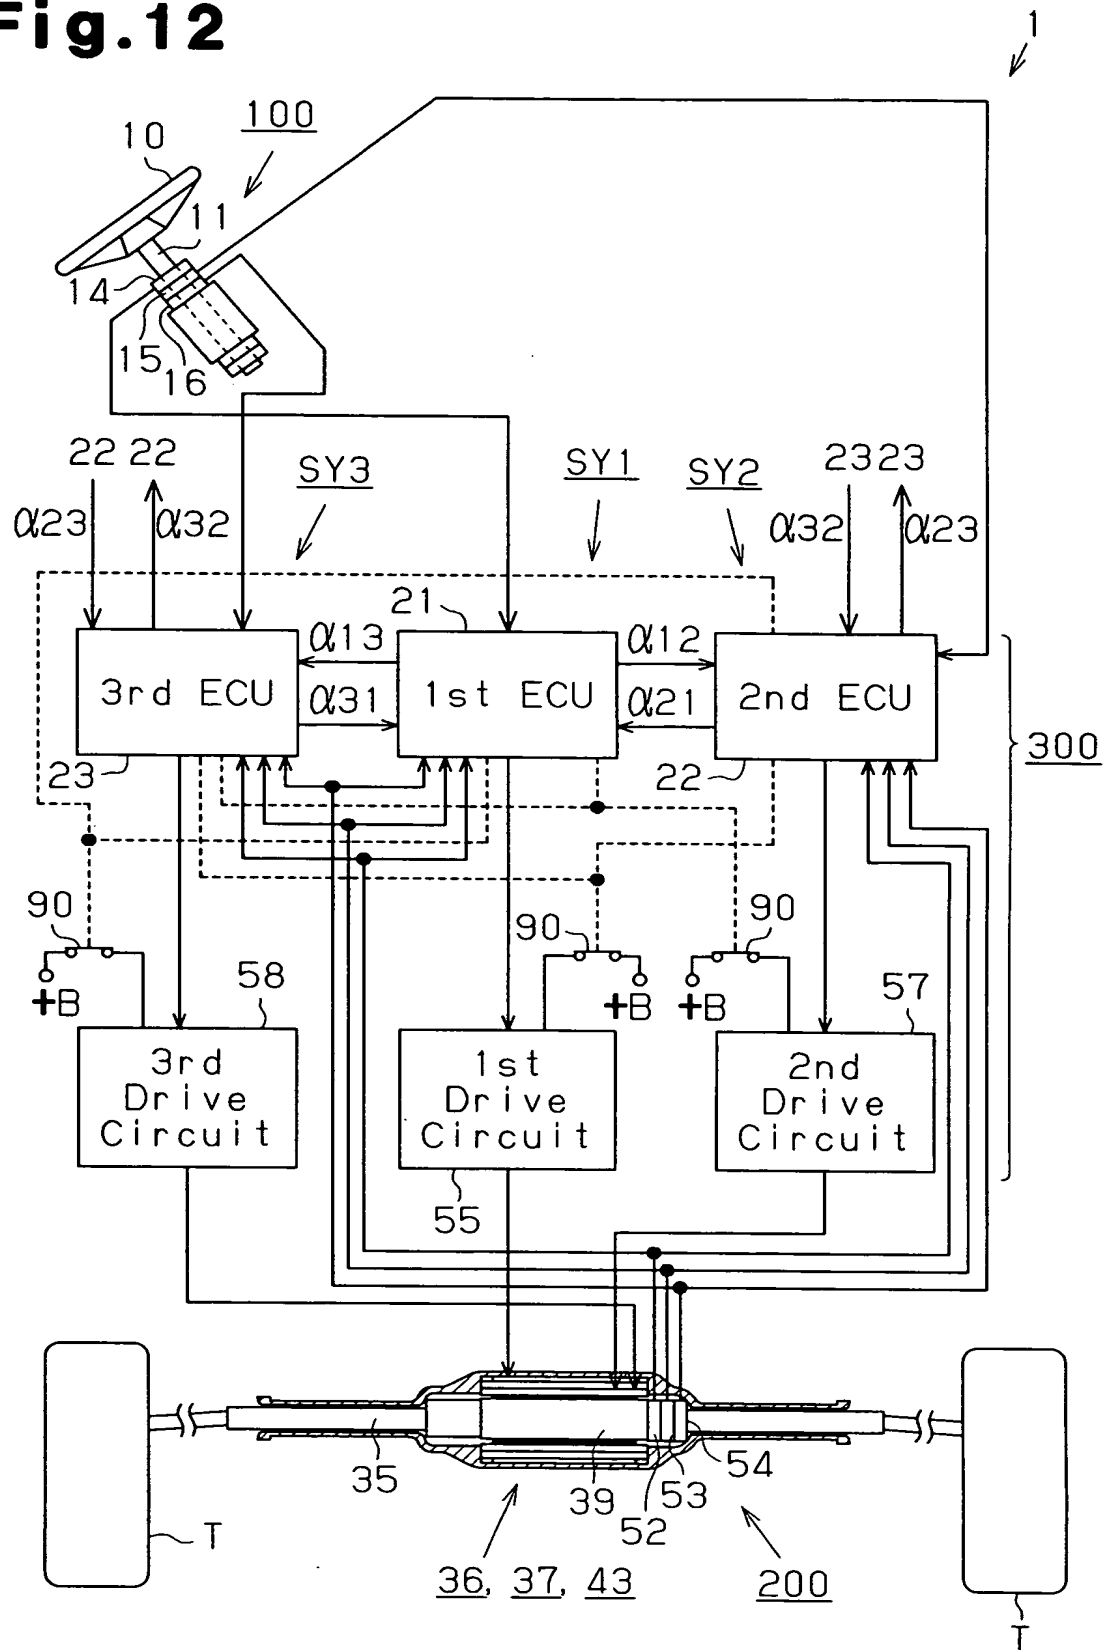 Fig.12
1
100
10
11
14
15
16
22 22
SY3
SY1
SY2
23 23
α23
α32
α32
α23
21
α13
α12
3rd ECU
1st ECU
2nd ECU
α31
α21
300
23
22
90
90
90
+B
+B
+B
58
57
3rd
Drive
Circuit
1st
Drive
Circuit
2nd
Drive
Circuit
55
35
39
52
53
54
T
36, 37, 43
200
T